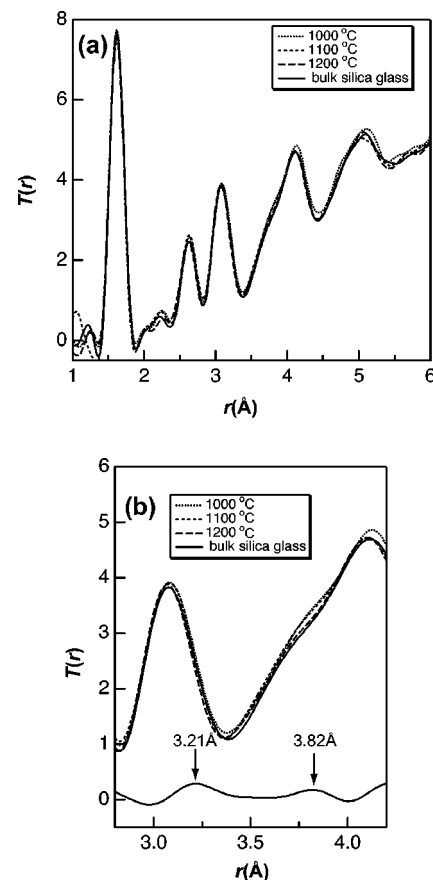 (a)
1000 °C
1100 °C
1200 °C
bulk silica glass
8
6
4
2
0
T(r)
1 2 3 4 5 6
r(Å)
(b)
1000 °C
1100 °C
1200 °C
bulk silica glass
6
5
4
3
2
1
0
T(r)
3.21Å 3.82Å
3.0 3.5 4.0
r(Å)